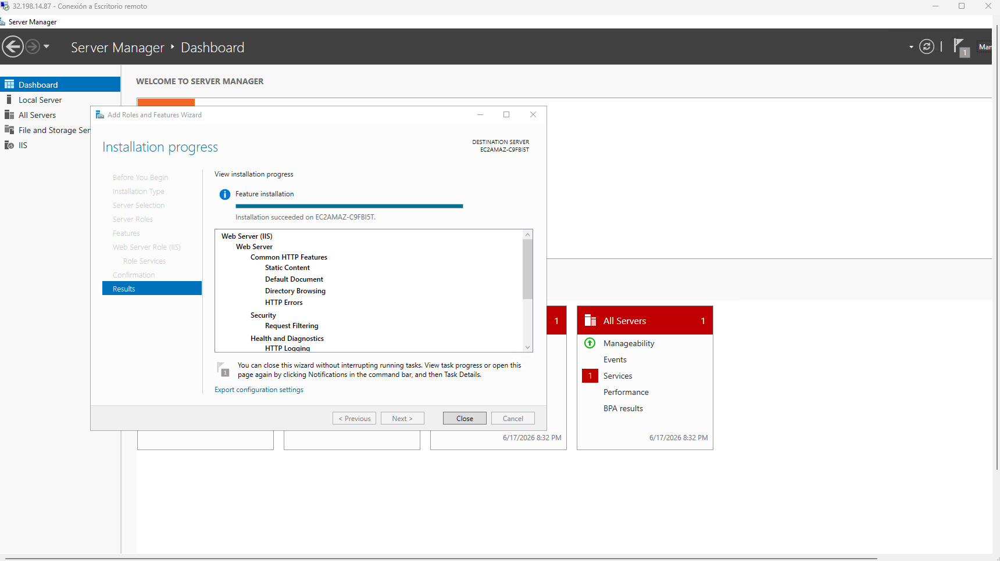 32.198.14.87 - Conexión a Escritorio remoto
Server Manager
Server Manager Dashboard
1
Dashboard
Local Server
All Servers
File and Storage Ser
IIS
WELCOME TO SERVER MANAGER
Add Roles and Features Wizard
Installation progress
DESTINATION SERVER
EC2AMAZ-C9FBI5T
Before You Begin
Installation Type
Server Selection
Server Roles
Features
Web Server Role (IIS)
Role Services
Confirmation
Results
View installation progress
Feature installation
Installation succeeded on EC2AMAZ-C9FBI5T.
Web Server (IIS)
Web Server
Common HTTP Features
Static Content
Default Document
Directory Browsing
HTTP Errors
Security
Request Filtering
Health and Diagnostics
HTTP Logging
1
You can close this wizard without interrupting running tasks. View task progress or open this
page again by clicking Notifications in the command bar, and then Task Details.
Export configuration settings
< Previous
Next >
Close
Cancel
1
6/17/2026 8:32 PM
All Servers 1
Manageability
Events
1 Services
Performance
BPA results
6/17/2026 8:32 PM